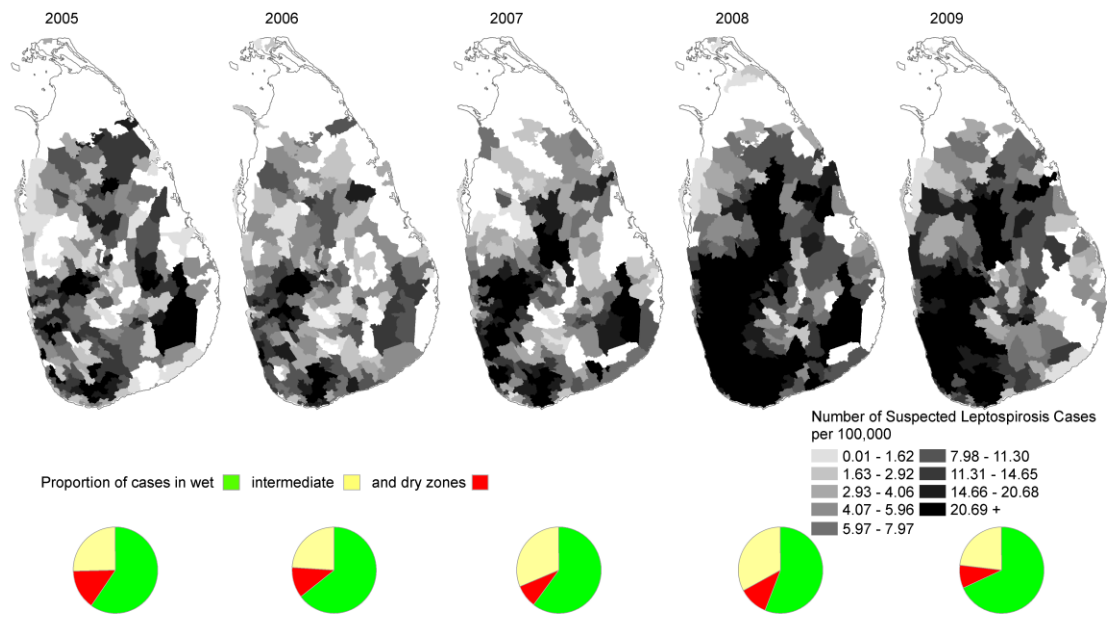 2005 2006 2007 2008 2009
Number of Suspected Leptospirosis Cases
per 100,000
0.01 - 1.62 7.98 - 11.30
1.63 - 2.92 11.31 - 14.65
2.93 - 4.06 14.66 - 20.68
4.07 - 5.96 20.69 +
5.97 - 7.97
Proportion of cases in wet intermediate and dry zones